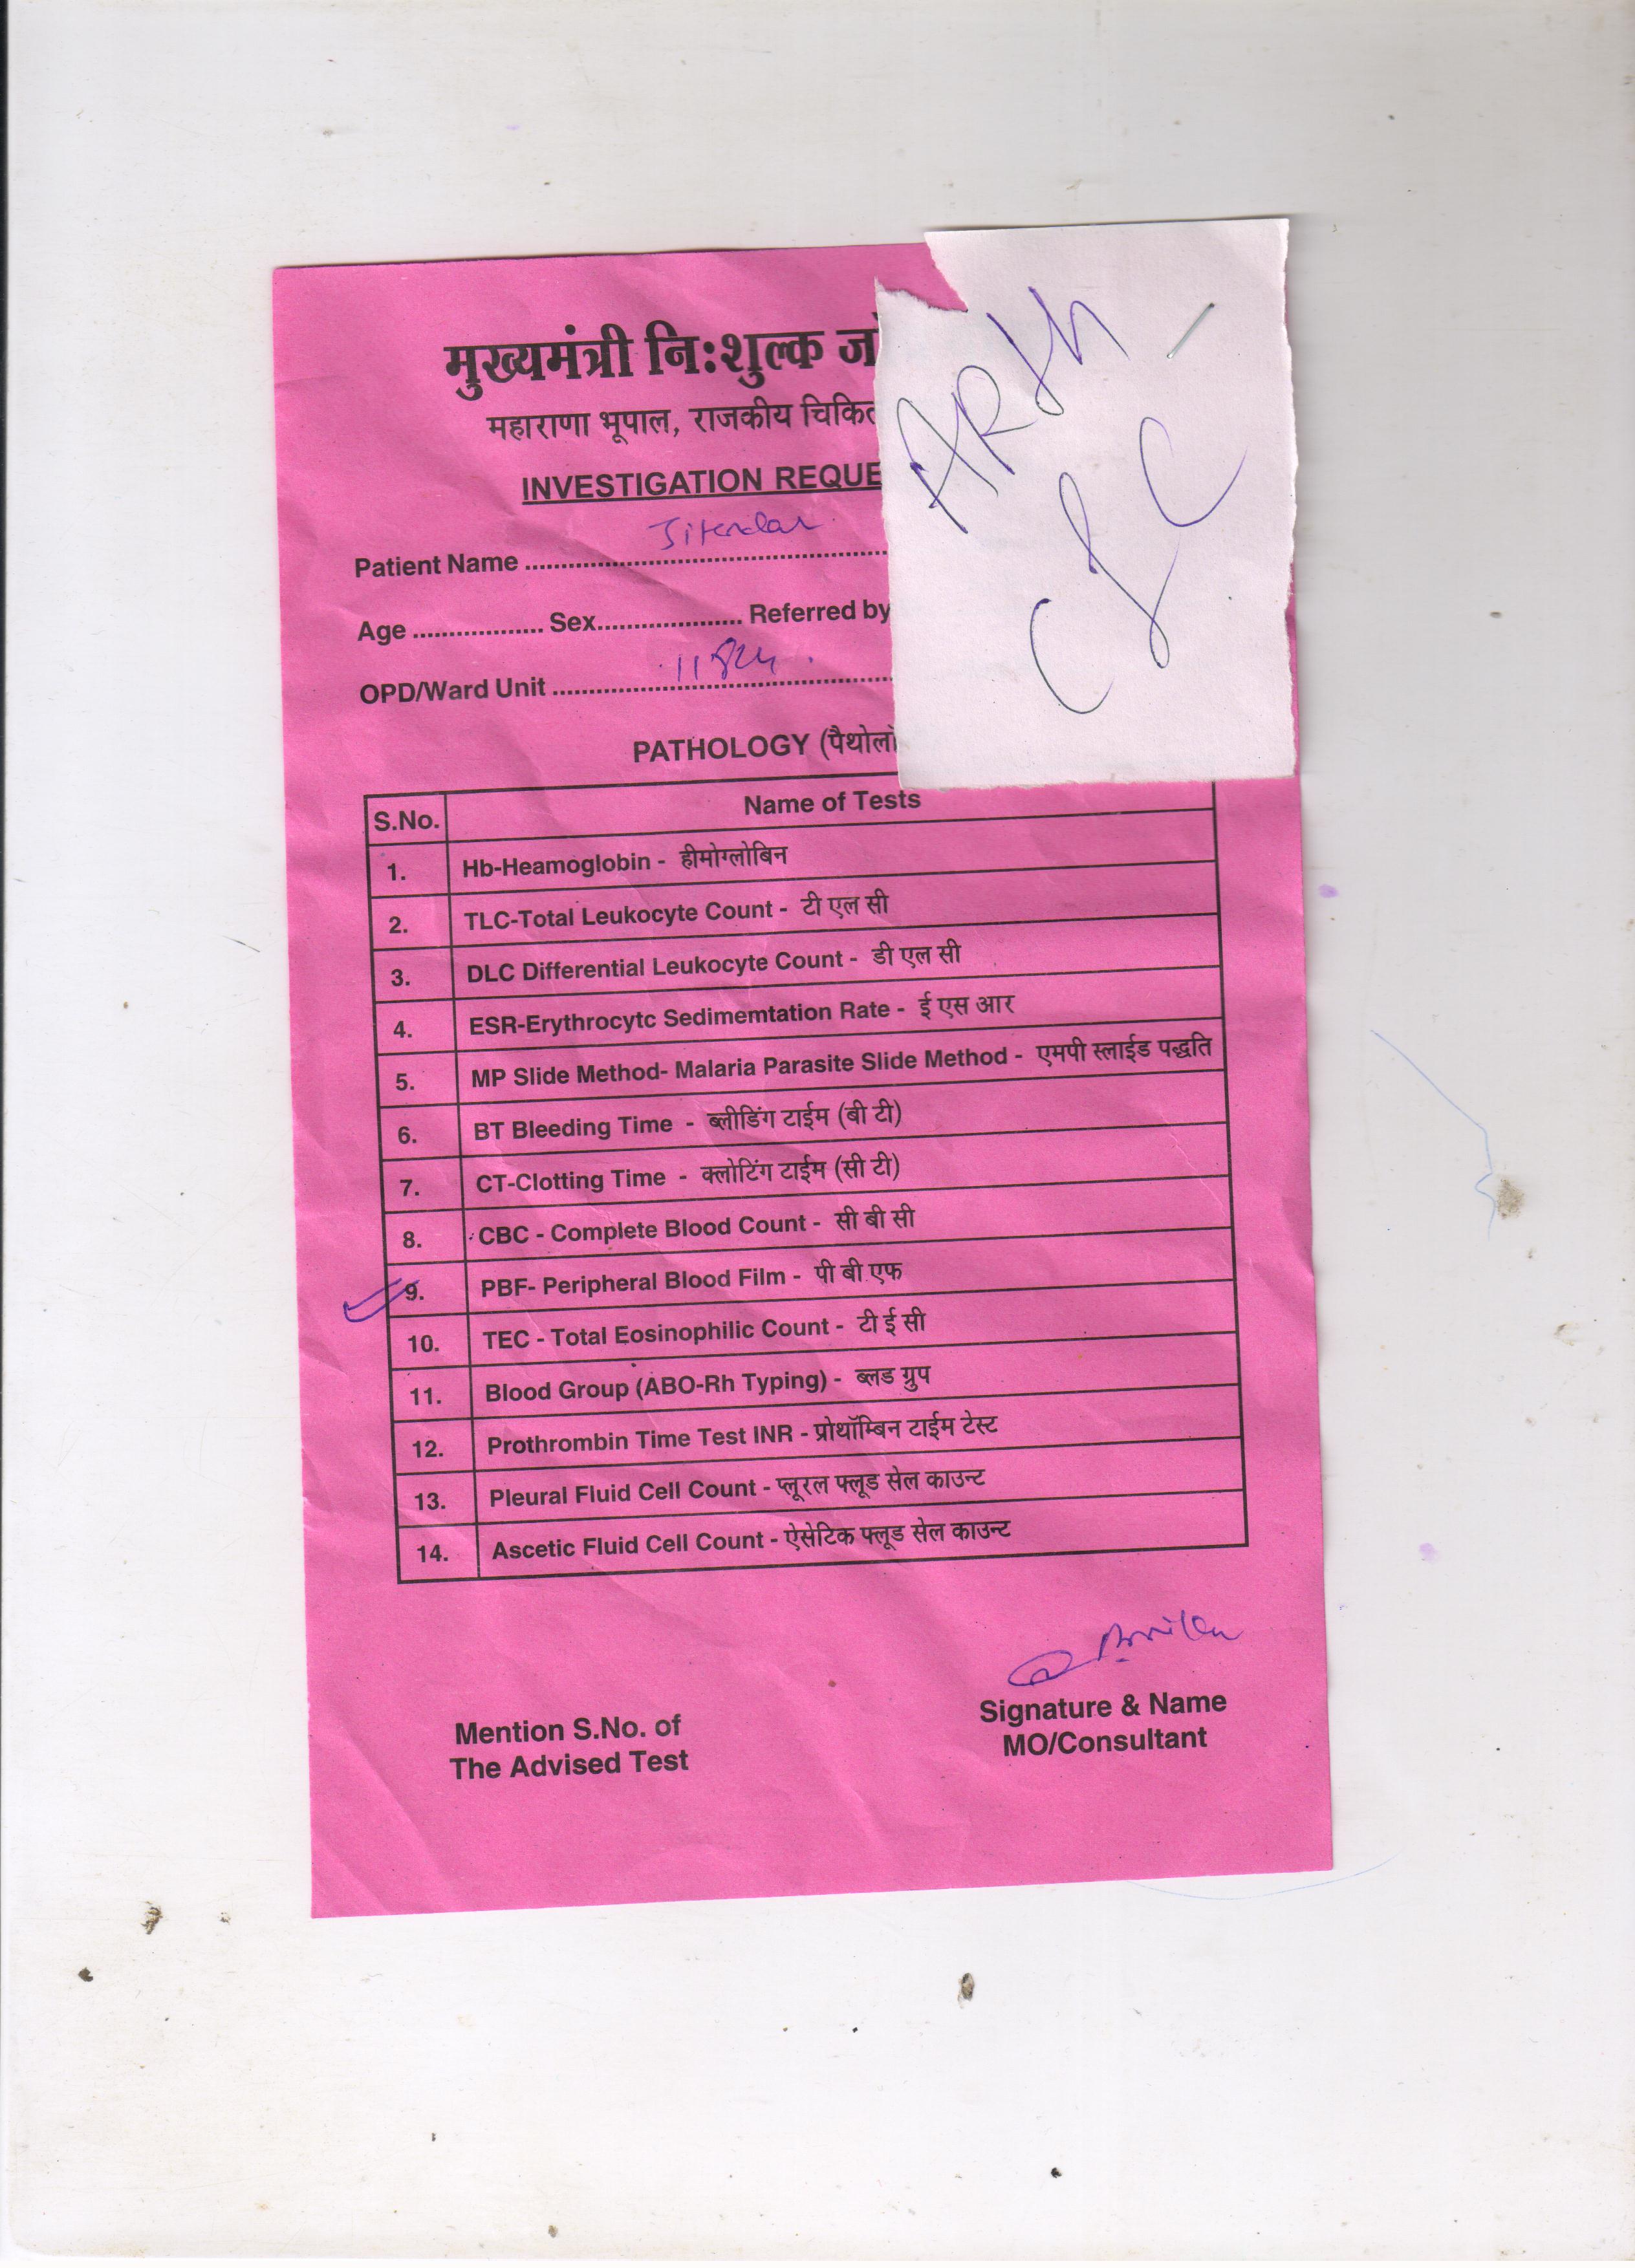 मुख्यमंत्री नि:शुल्क
महाराणा भूपाल, राजकीय
INVESTIGATION REQUE
Jitendar
Patient Name
Age Sex Referred by
OPD/Ward Unit
ARth
PATHOLOGY
S.No. Name of Tests
1. Hb-Heamoglobin - हीमोग्लोबिन
2. TLC-Total Leukocyte Count - टी एल सी
3. DLC Differential Leukocyte Count - डी एल सी
4. ESR-Erythrocytc Sedimemtation Rate - ई एस आर
5. MP Slide Method- Malaria Parasite Slide Method - एमपी स्लाईड पद्धति
6. BT Bleeding Time - ब्लीडिंग टाईम (बी टी)
7. CT-Clotting Time - क्लोटिंग टाईम (सी टी)
8. CBC - Complete Blood Count - सी बी सी
9. PBF- Peripheral Blood Film - पी बी एफ
10. TEC - Total Eosinophilic Count - टी ई सी
11. Blood Group (ABO-Rh Typing) - ब्लड ग्रुप
12. Prothrombin Time Test INR - प्रोथॉम्बिन टाईम टेस्ट
13. Pleural Fluid Cell Count - प्लूरल फ्लूड सेल काउन्ट
14. Ascetic Fluid Cell Count - ऐसेटिक फ्लूड सेल काउन्ट
Mention S.No. of
The Advised Test
Signature & Name
MO/Consultant